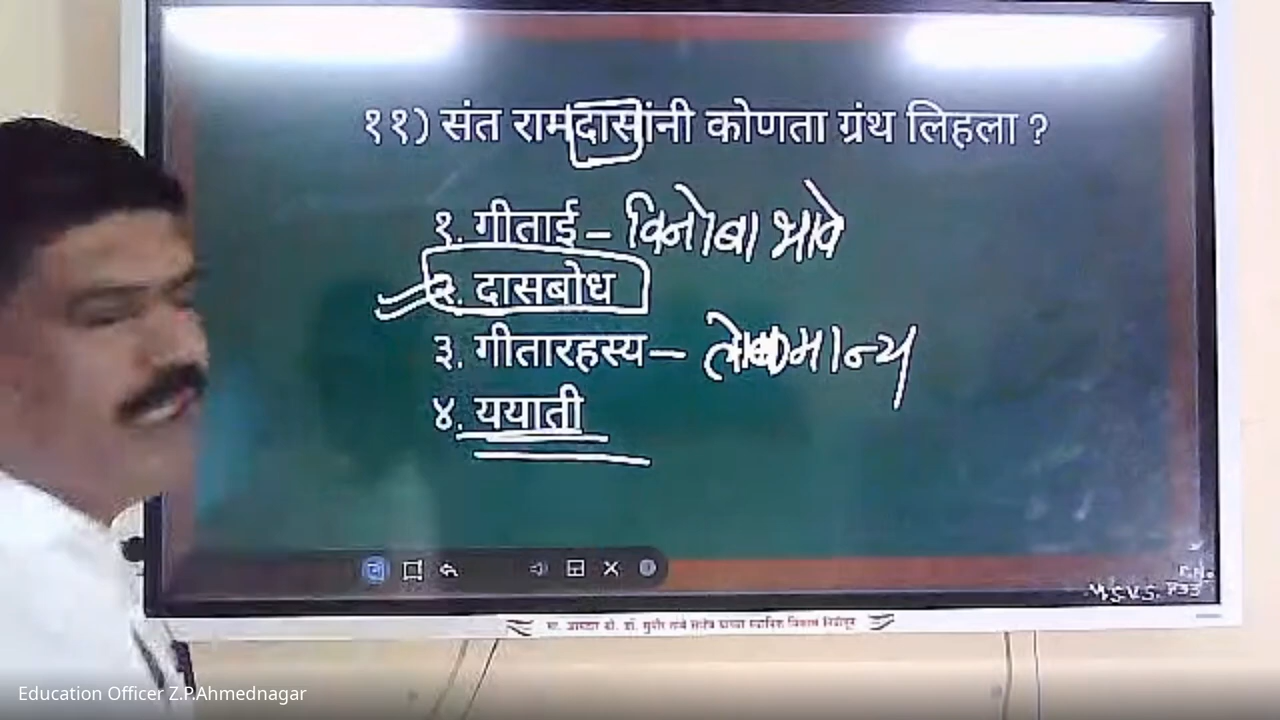 ११) संत रामदासांनी कोणता ग्रंथ लिहला ?
१. गीताई – विनोबा भावे
२. दासबोध
३. गीतारहस्य – लोकमान्य
४. ययाती
M.S.V.S.
Education Officer Z.P.Ahmednagar